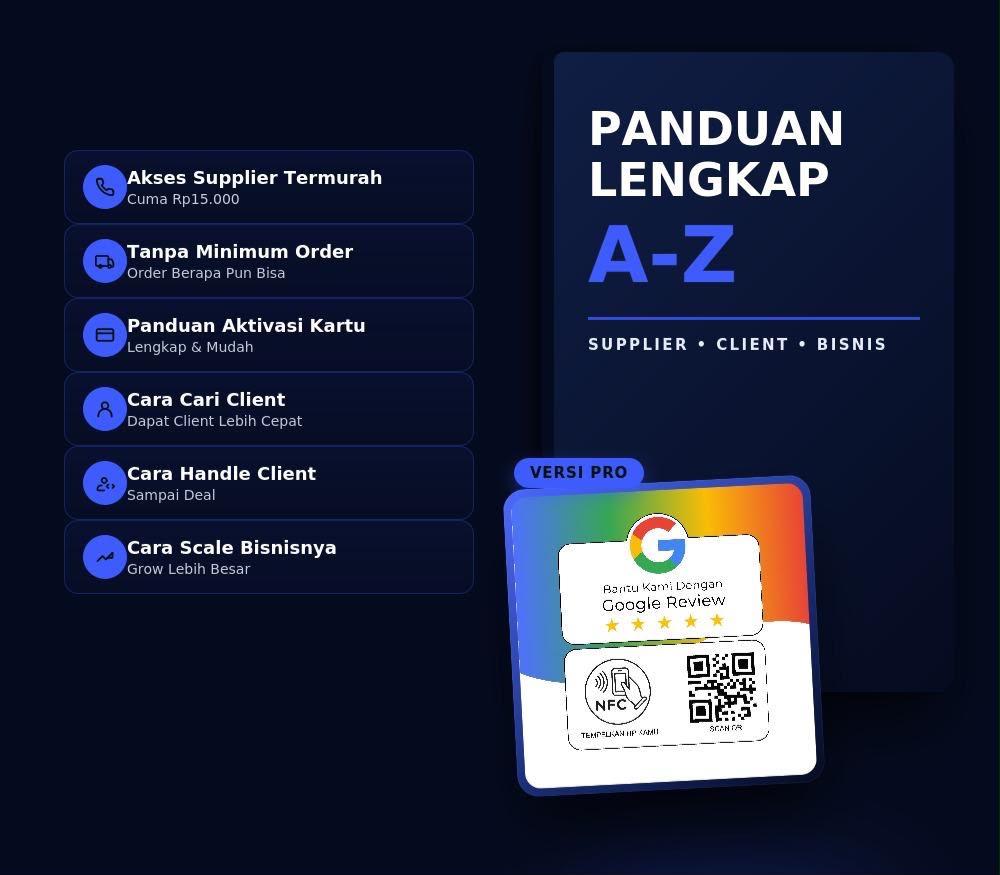 Akses Supplier Termurah
Cuma Rp15.000
Tanpa Minimum Order
Order Berapa Pun Bisa
Panduan Aktivasi Kartu
Lengkap & Mudah
Cara Cari Client
Dapat Client Lebih Cepat
Cara Handle Client
Sampai Deal
Cara Scale Bisnisnya
Grow Lebih Besar
PANDUAN
LENGKAP
A-Z
SUPPLIER • CLIENT • BISNIS
VERSI PRO
Bantu Kami Dengan
Google Review
NFC
TEMPELKAN HP KAMU
SCAN QR